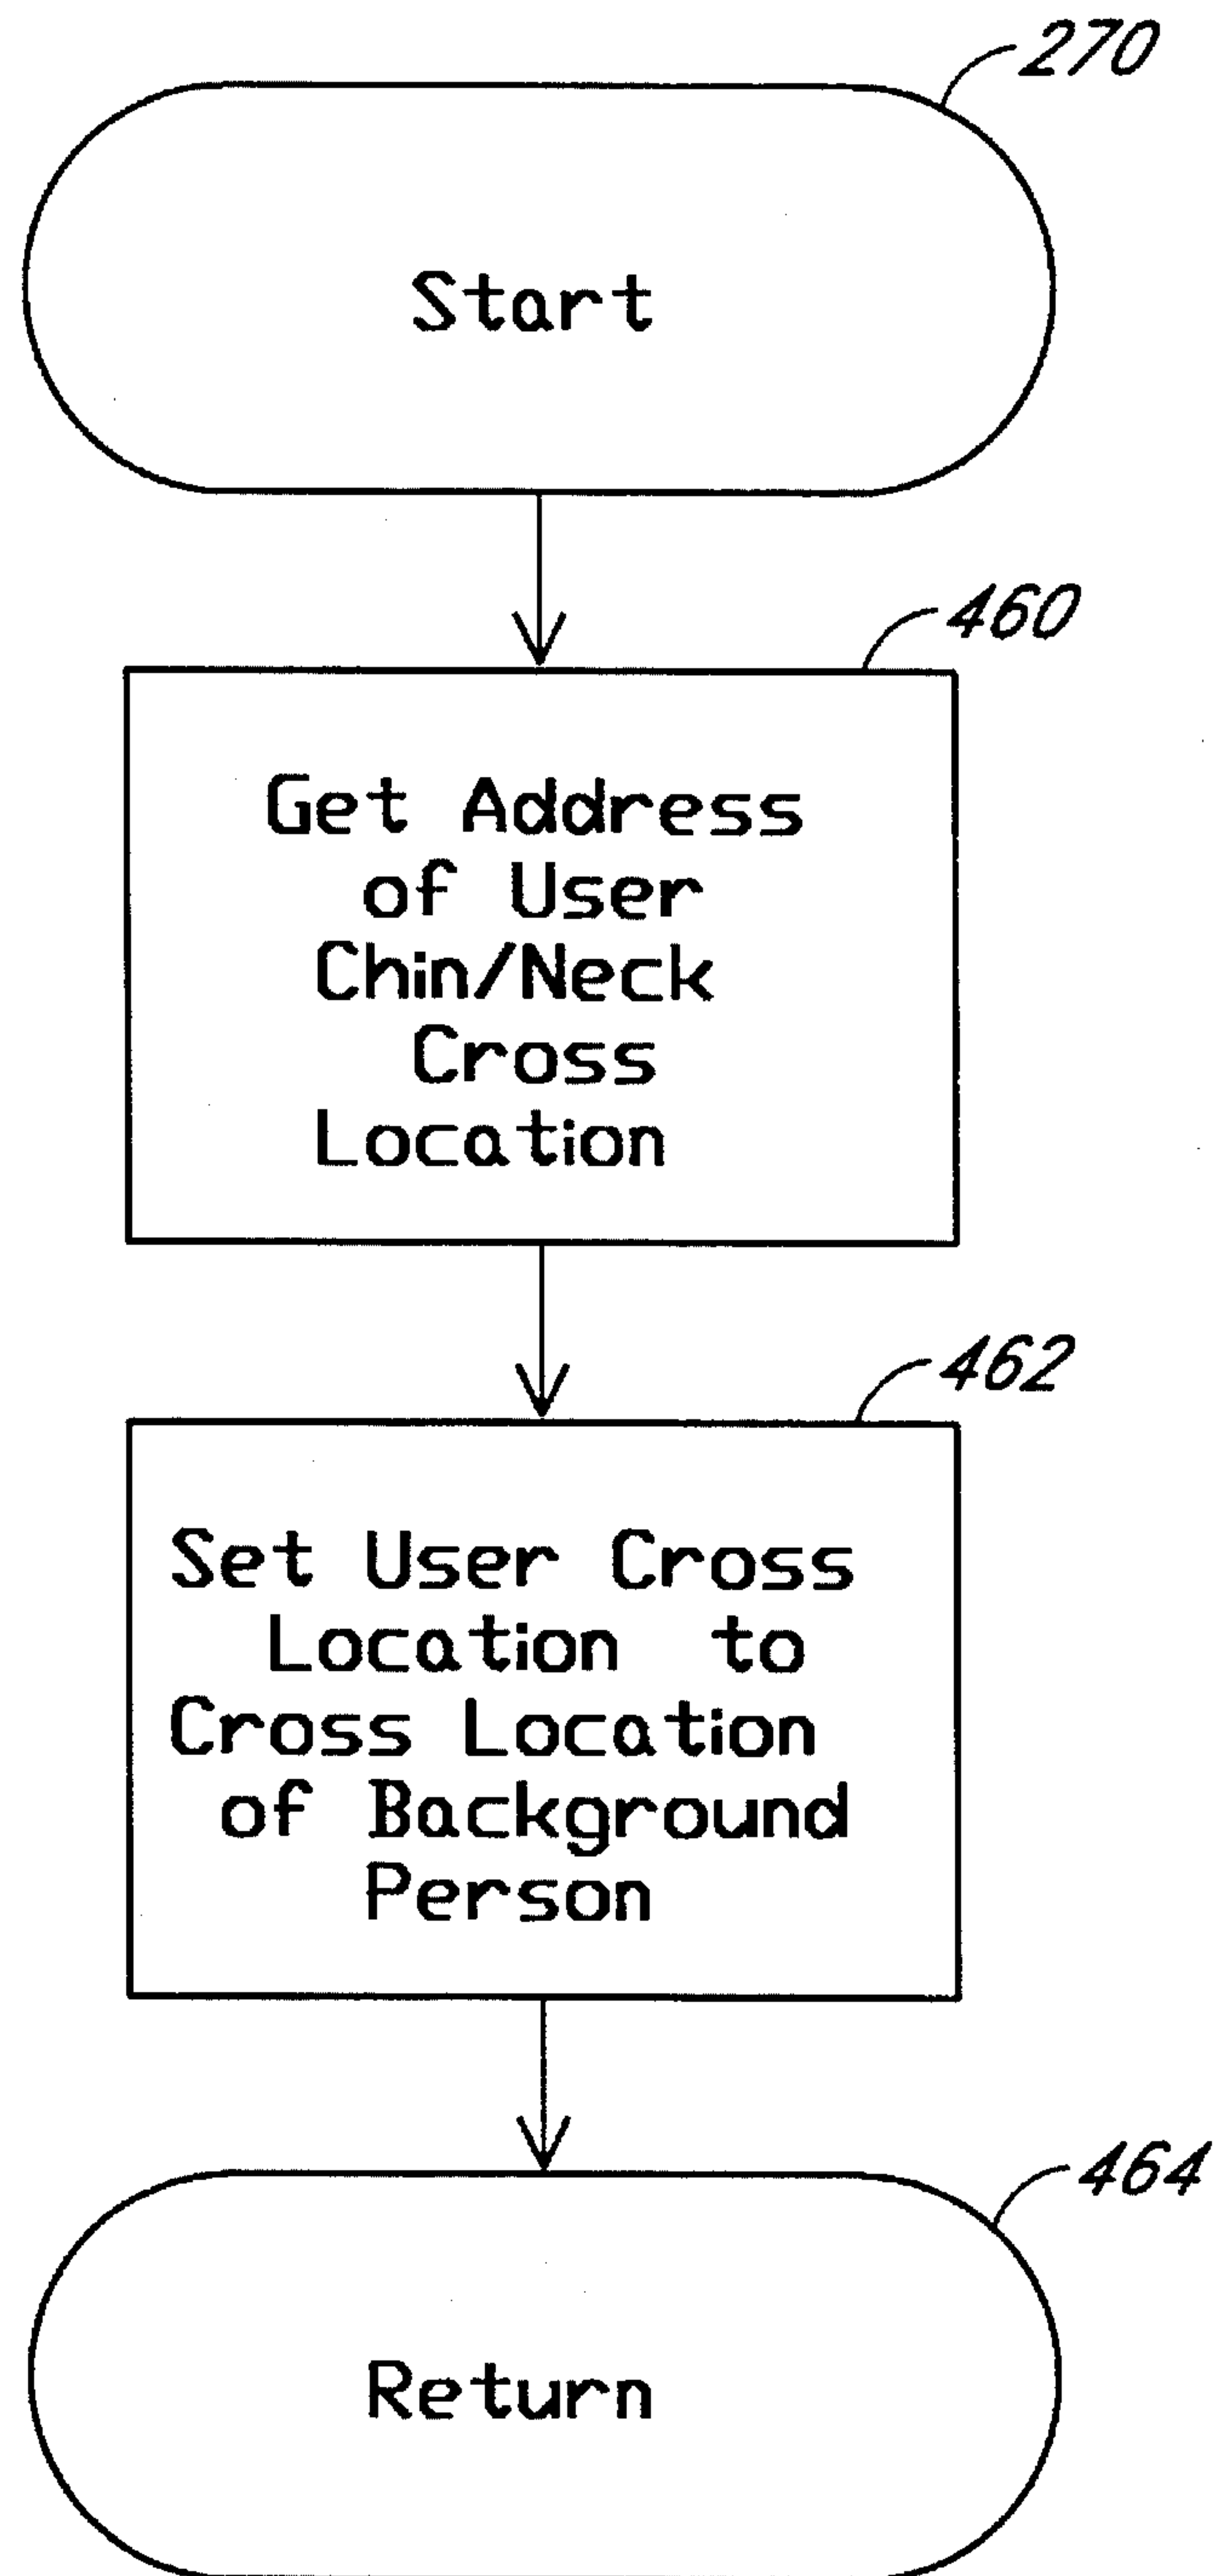 270
Start
460
Get Address
of User
Chin/Neck
Cross
Location
462
Set User Cross
Location to
Cross Location
of Background
Person
464
Return